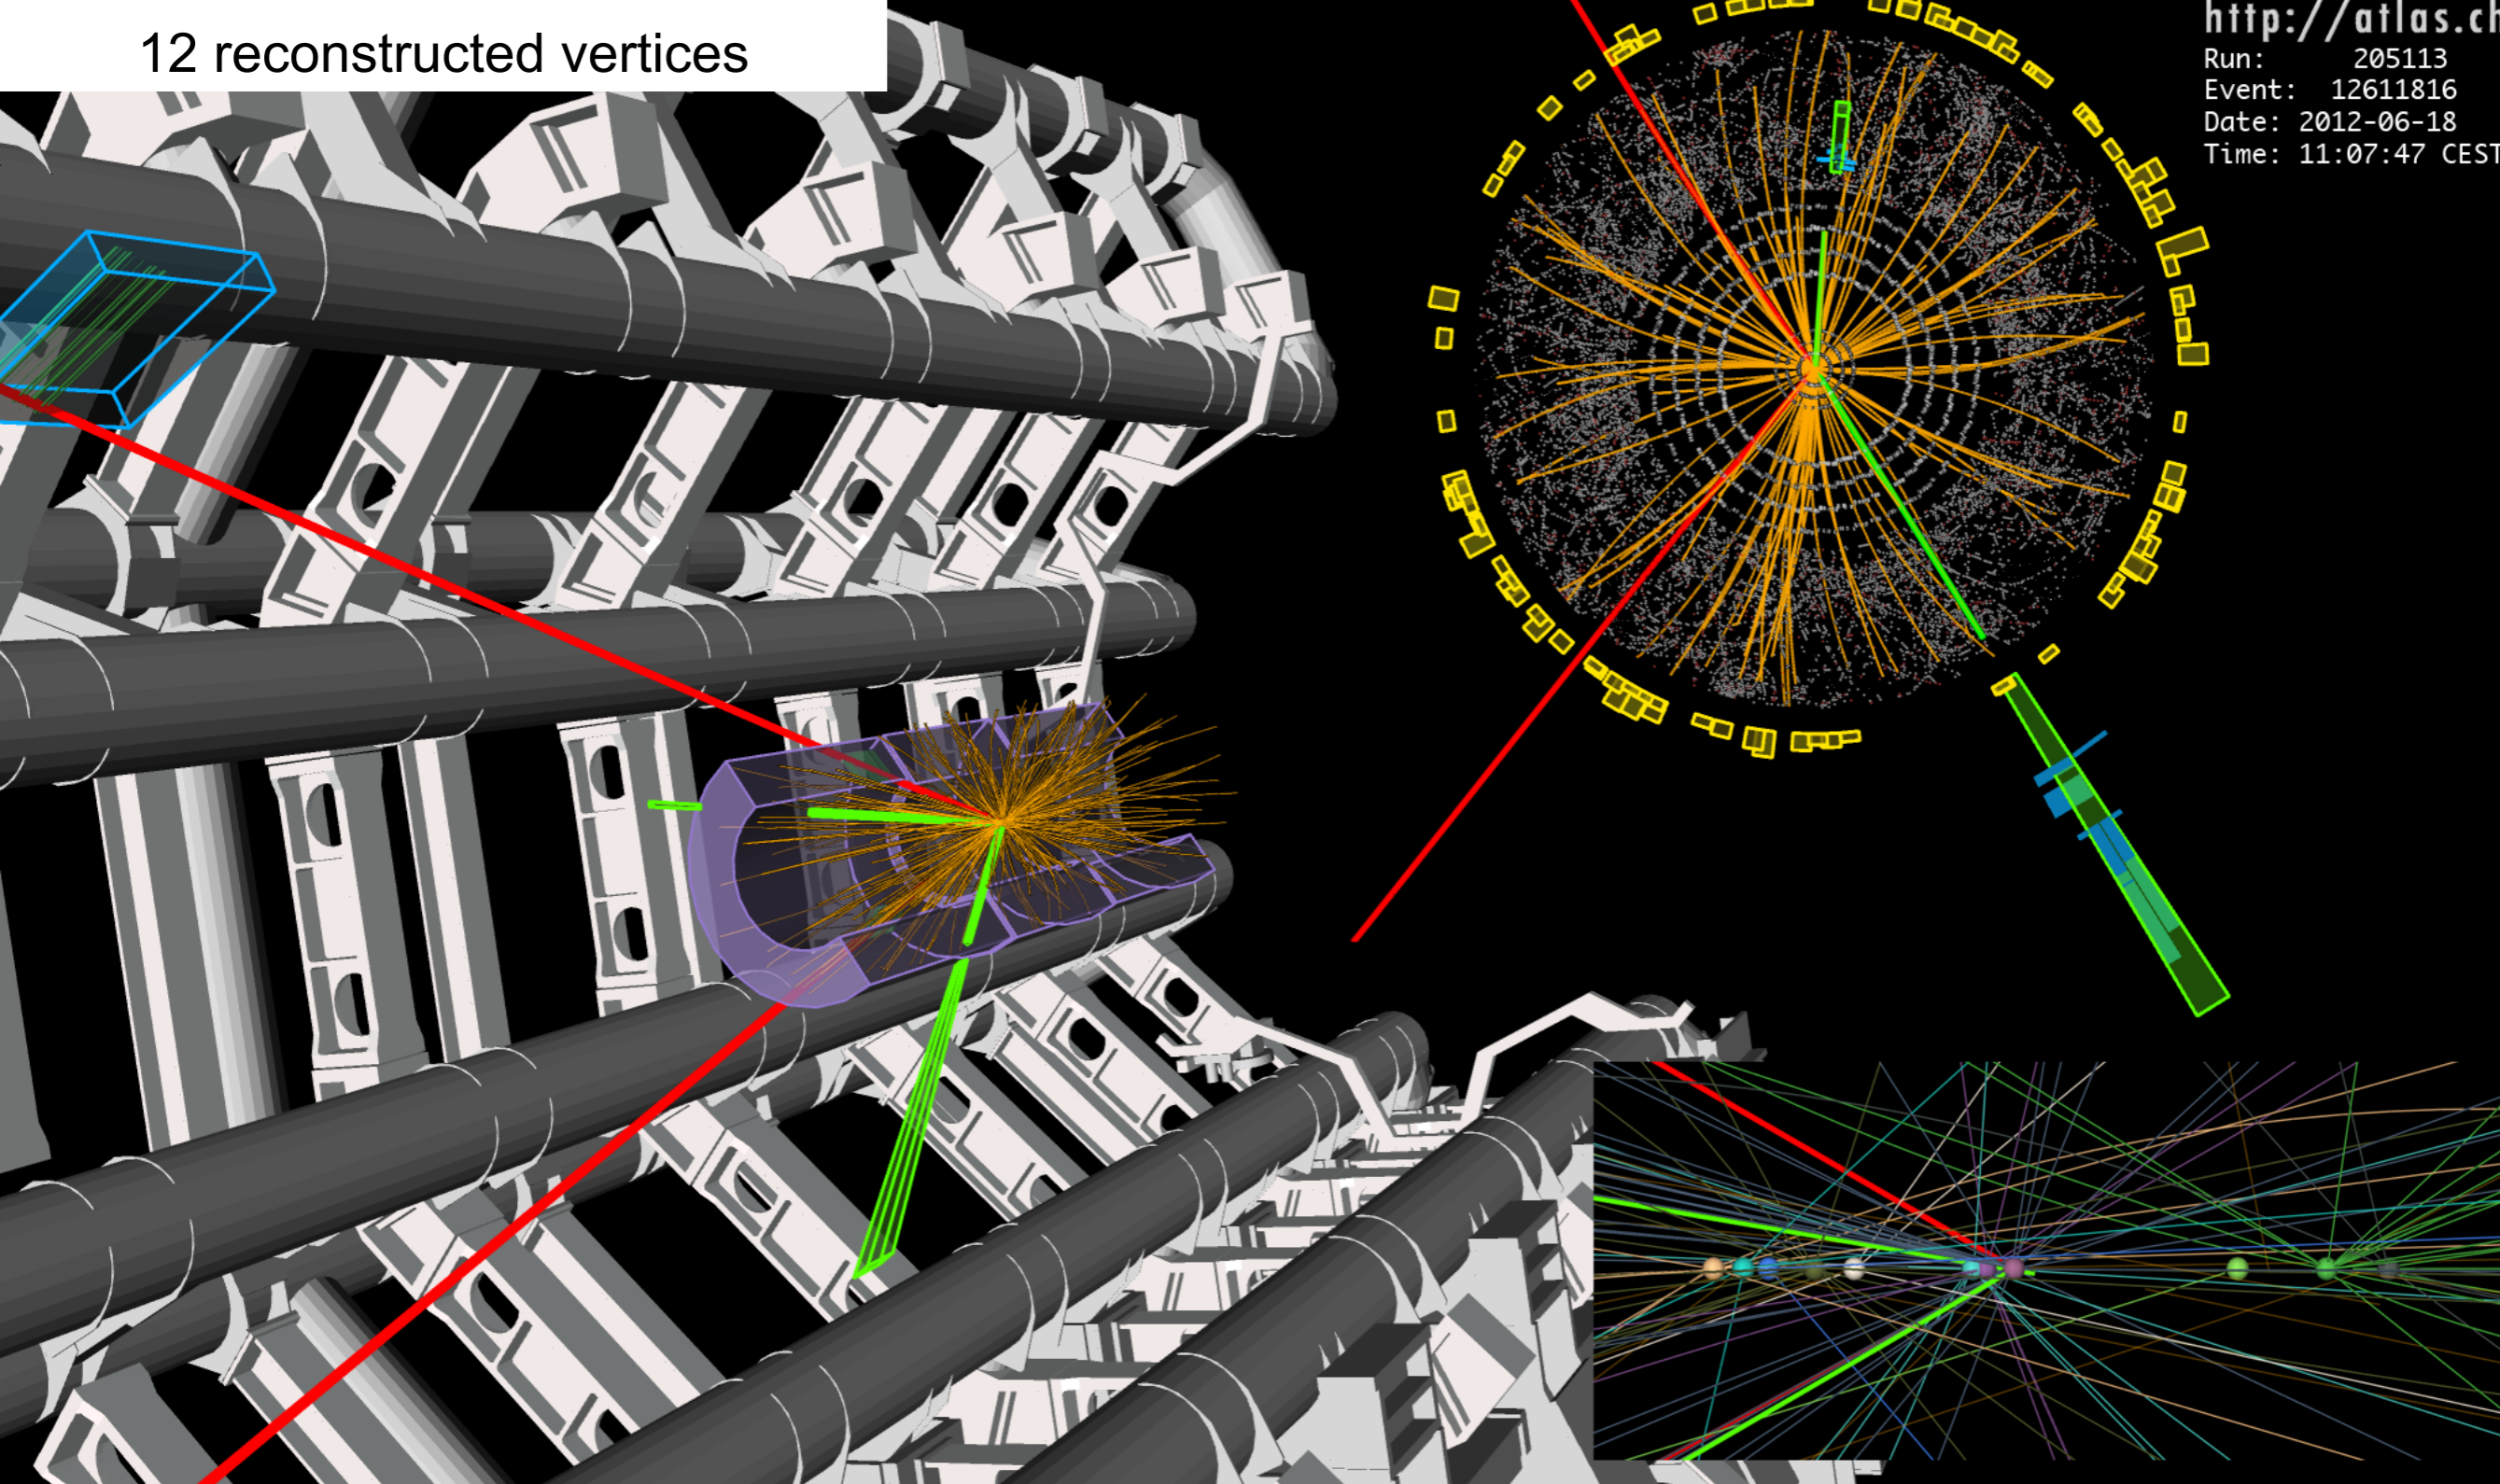 12 reconstructed vertices
http://atlas.ch
Run: 205113
Event: 12611816
Date: 2012-06-18
Time: 11:07:47 CEST